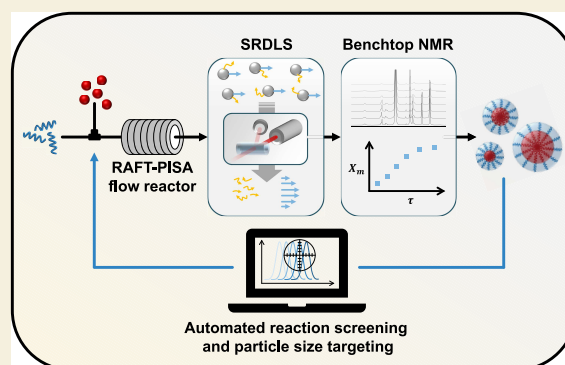 SRDLS
Benchtop NMR
RAFT-PISA
flow reactor
X_m
τ
Automated reaction screening
and particle size targeting